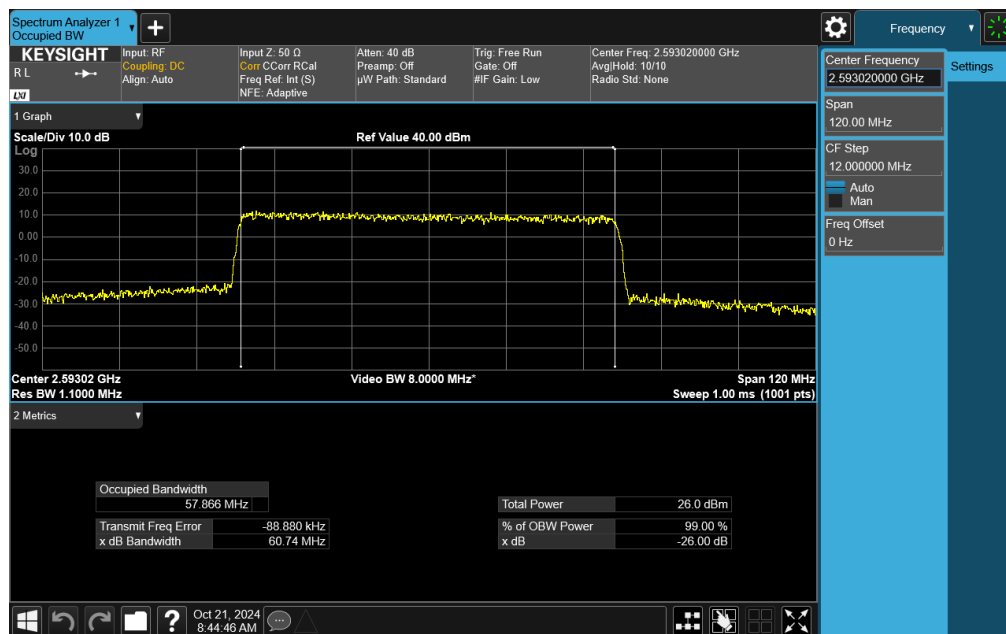 Spectrum Analyzer 1
Occupied BW
+
Frequency
KEYSIGHT
R L
LXI
Input: RF
Coupling: DC
Align: Auto
Input Z: 50 Ω
Corr CCorr RCal
Freq Ref: Int (S)
NFE: Adaptive
Atten: 40 dB
Preamp: Off
µW Path: Standard
Trig: Free Run
Gate: Off
#IF Gain: Low
Center Freq: 2.593020000 GHz
Avg|Hold: 10/10
Radio Std: None
Center Frequency
2.593020000 GHz
Settings
Span
120.00 MHz
CF Step
12.000000 MHz
Auto
Man
Freq Offset
0 Hz
1 Graph
Scale/Div 10.0 dB
Ref Value 40.00 dBm
Log
30.0
20.0
10.0
0.00
-10.0
-20.0
-30.0
-40.0
-50.0
Center 2.59302 GHz
Video BW 8.0000 MHz*
Span 120 MHz
Res BW 1.1000 MHz
Sweep 1.00 ms (1001 pts)
2 Metrics
Occupied Bandwidth
57.866 MHz
Total Power 26.0 dBm
Transmit Freq Error -88.880 kHz
% of OBW Power 99.00 %
x dB Bandwidth 60.74 MHz
x dB -26.00 dB
?
Oct 21, 2024
8:44:46 AM